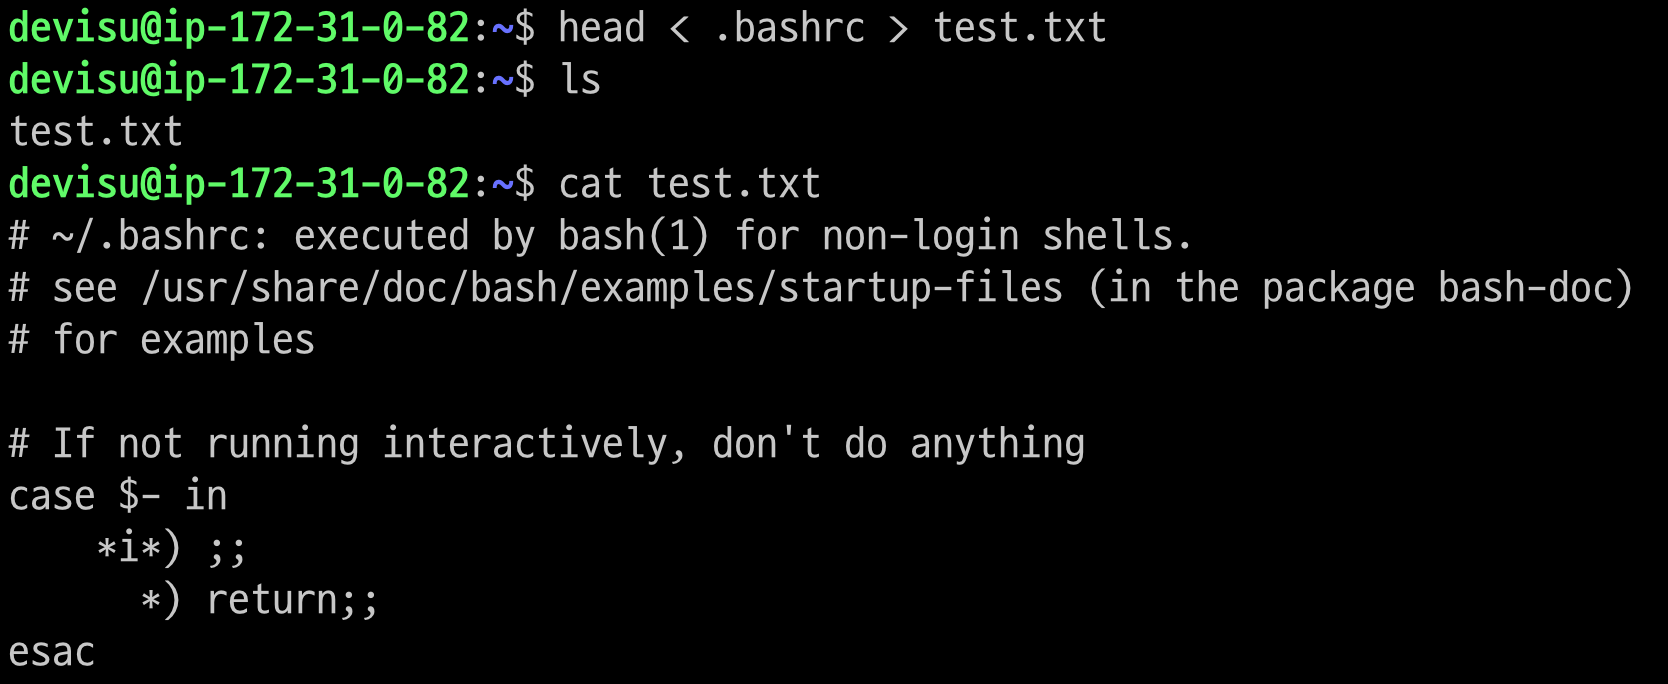 devisu@ip-172-31-0-82:~$ head < .bashrc > test.txt
devisu@ip-172-31-0-82:~$ ls
test.txt
devisu@ip-172-31-0-82:~$ cat test.txt
# ~/.bashrc: executed by bash(1) for non-login shells.
# see /usr/share/doc/bash/examples/startup-files (in the package bash-doc)
# for examples

# If not running interactively, don't do anything
case $- in
    *i*) ;;
      *) return;;
esac